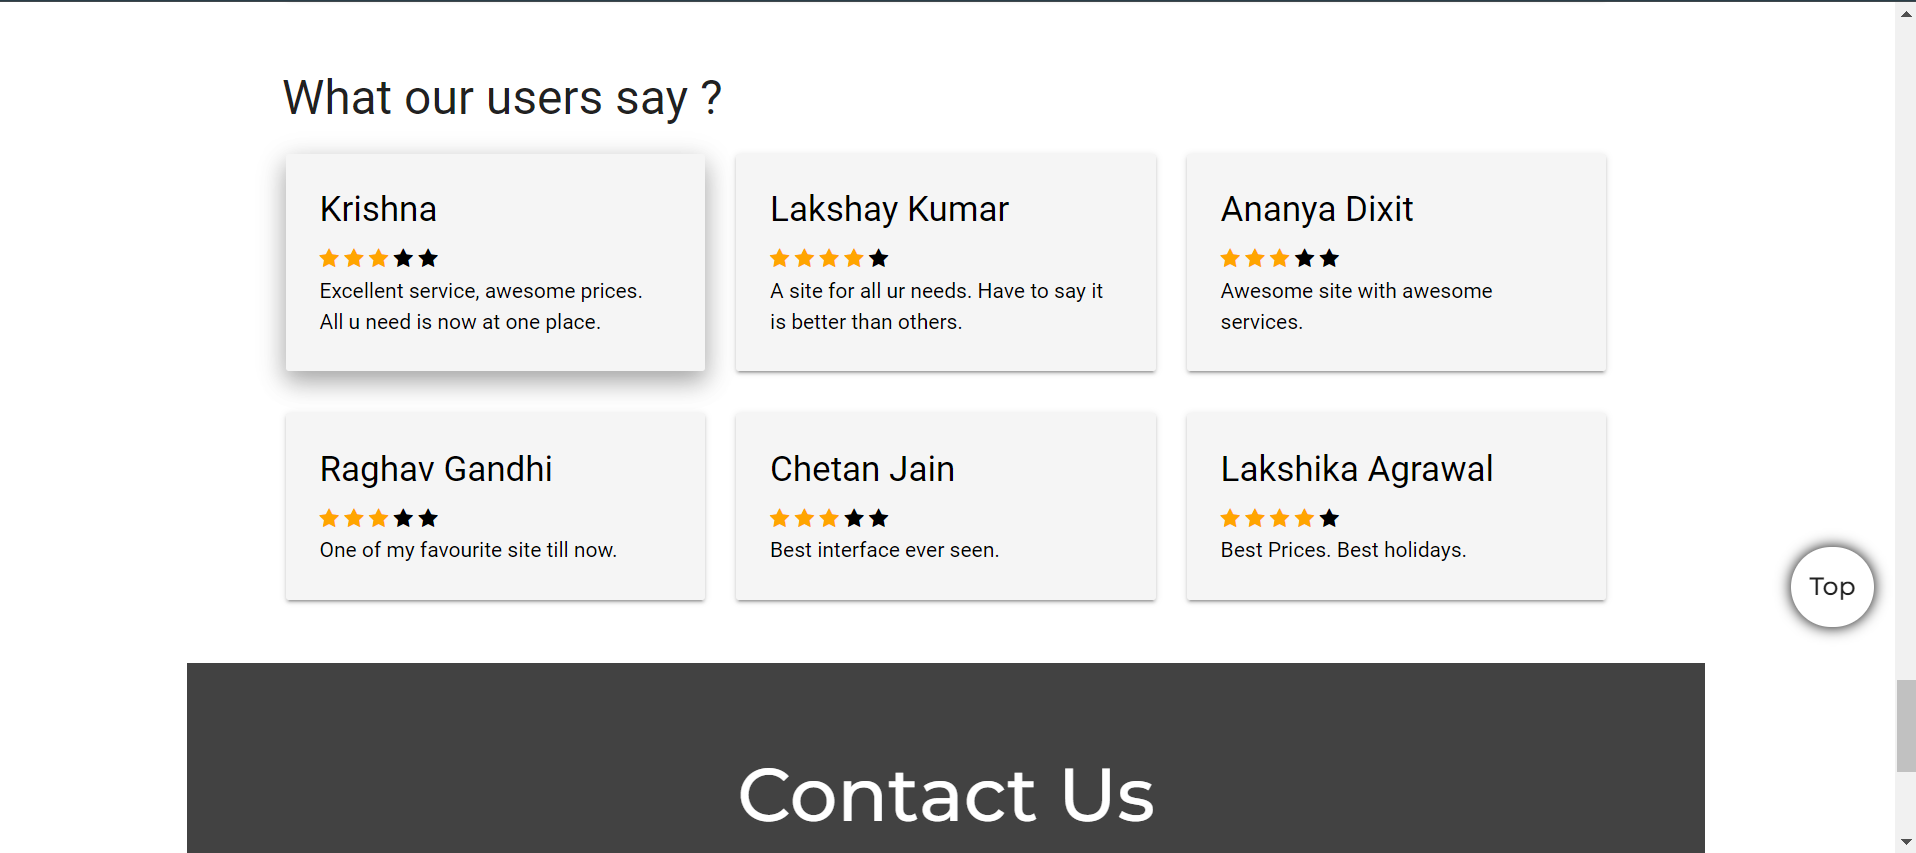 What our users say ?
Krishna
Excellent service, awesome prices.
All u need is now at one place.
Lakshay Kumar
A site for all ur needs. Have to say it
is better than others.
Ananya Dixit
Awesome site with awesome
services.
Raghav Gandhi
One of my favourite site till now.
Chetan Jain
Best interface ever seen.
Lakshika Agrawal
Best Prices. Best holidays.
Top
Contact Us